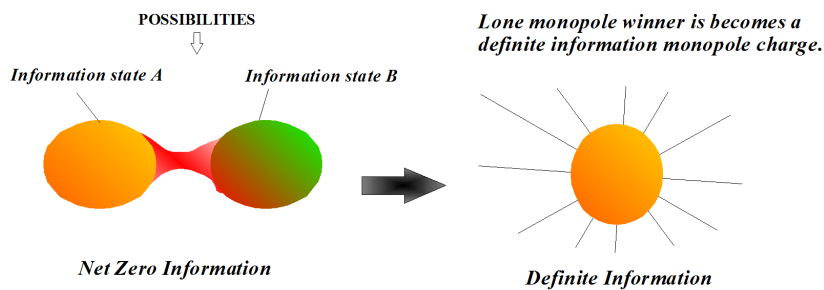 POSSIBILITIES
Information state A
Information state B
Net Zero Information
Lone monopole winner is becomes a
definite information monopole charge.
Definite Information